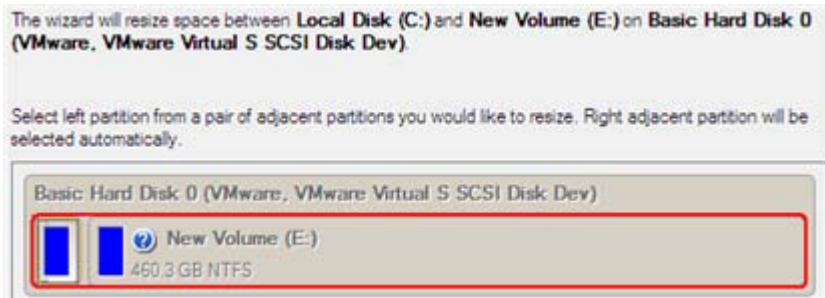 The wizard will resize space between Local Disk (C:) and New Volume (E:) on Basic Hard Disk 0
(VMware, VMware Virtual S SCSI Disk Dev).
Select left partition from a pair of adjacent partitions you would like to resize. Right adjacent partition will be
selected automatically.
Basic Hard Disk 0 (VMware, VMware Virtual S SCSI Disk Dev)
New Volume (E:)
460.3 GB NTFS